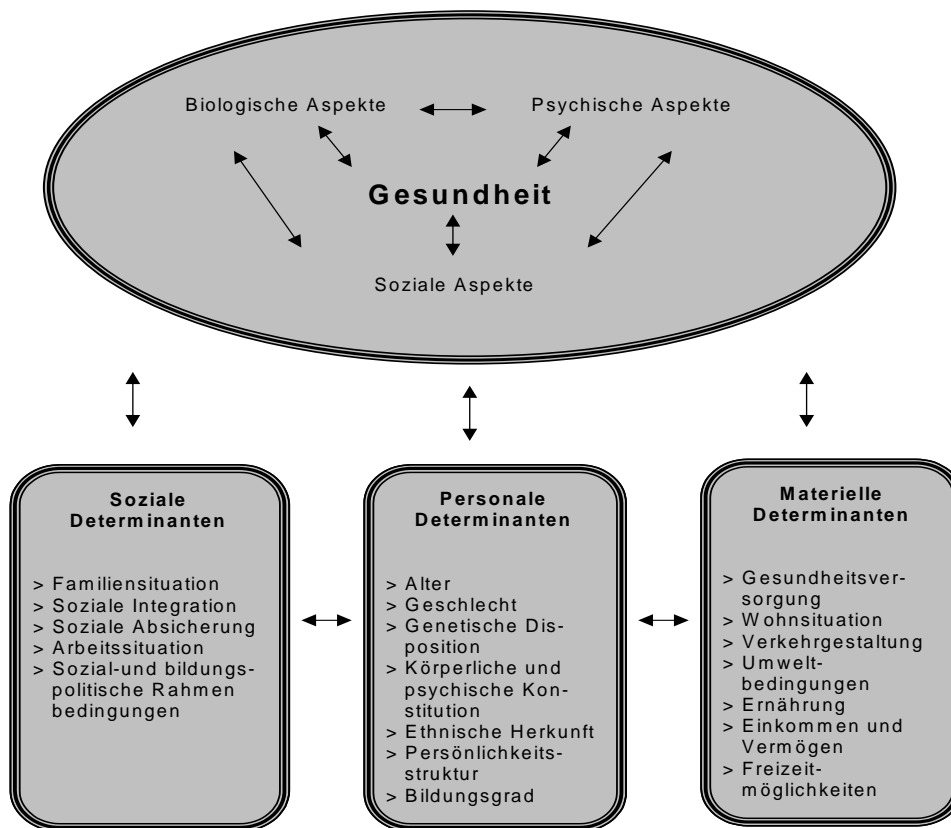 Biologische Aspekte
Psychische Aspekte
Gesundheit
Soziale Aspekte
Soziale
Determinanten
> Familiensituation
> Soziale Integration
> Soziale Absicherung
> Arbeitssituation
> Sozial-und bildungs-
politische Rahmen
bedingungen
Personale
Determinanten
> Alter
> Geschlecht
> Genetische Dis-
position
> Körperliche und
psychische Kon-
stitution
> Ethnische Herkunft
> Persönlichkeits-
struktur
> Bildungsgrad
Materielle
Determinanten
> Gesundheitsver-
sorgung
> Wohnsituation
> Verkehrgestaltung
> Umwelt-
bedingungen
> Ernährung
> Einkommen und
Vermögen
> Freizeit-
möglichkeiten